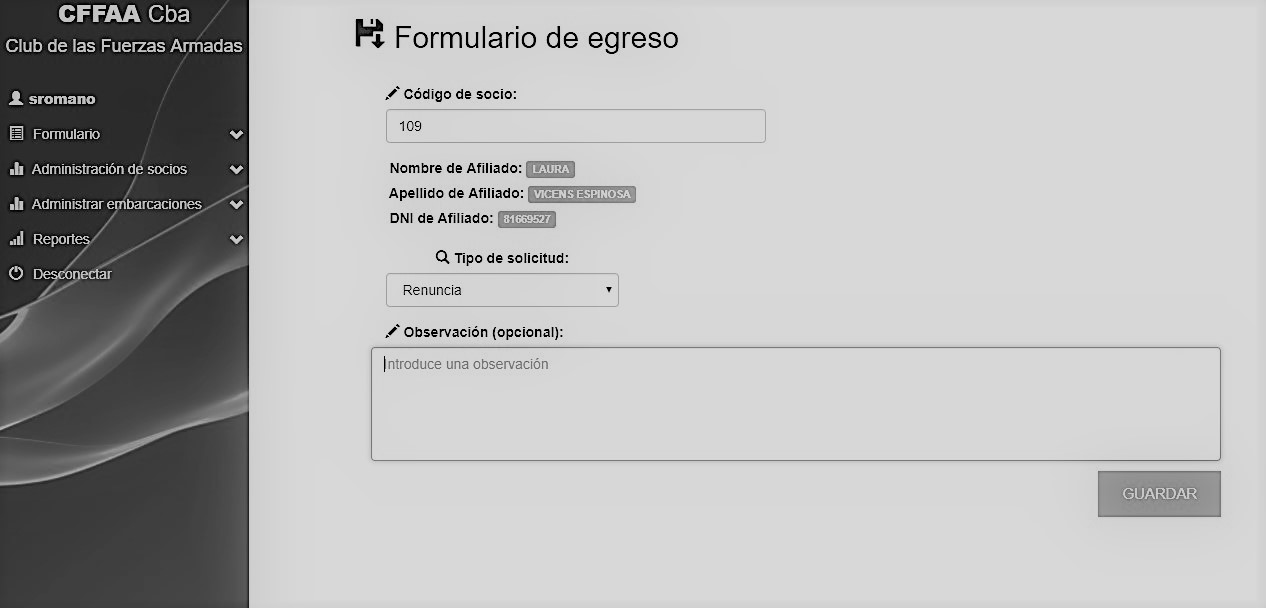 CFFAA Cba
Club de las Fuerzas Armadas
sromano
Formulario
Administración de socios
Administrar embarcaciones
Reportes
Desconectar
Formulario de egreso
Código de socio:
109
Nombre de Afiliado: LAURA
Apellido de Afiliado: VICENS ESPINOSA
DNI de Afiliado: 81669527
Tipo de solicitud:
Renuncia
Observación (opcional):
Introduce una observación
GUARDAR